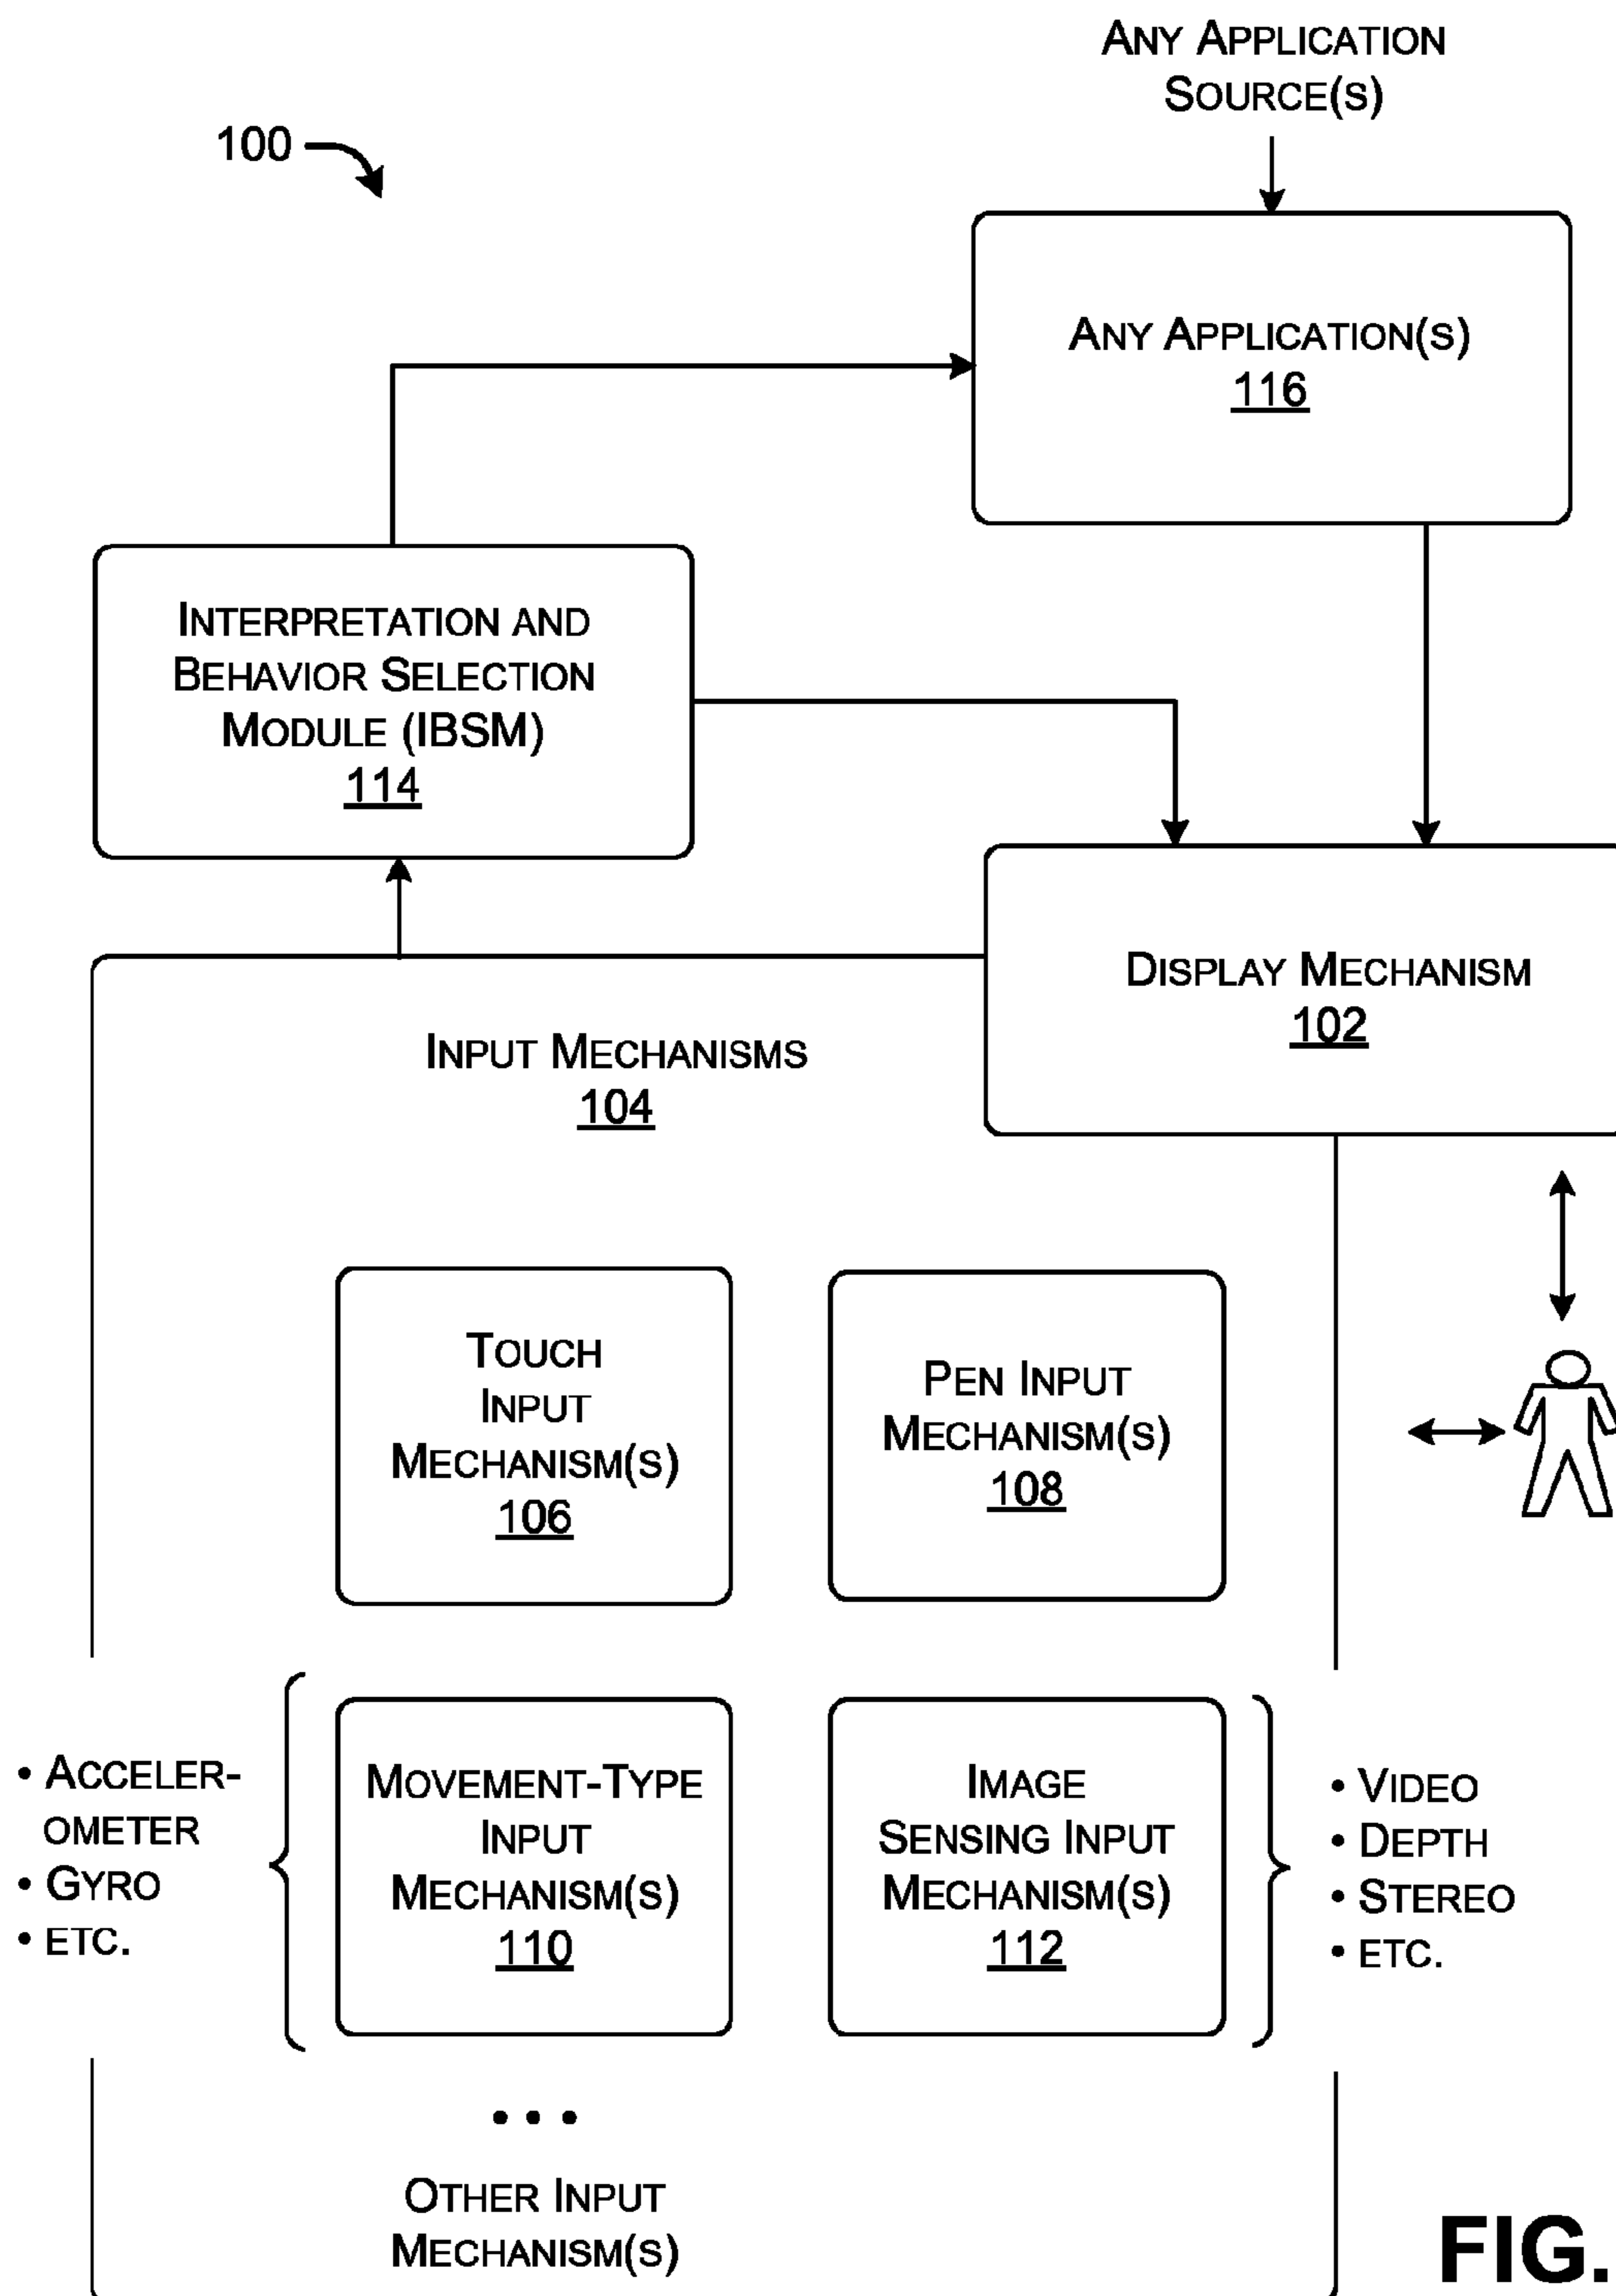 ANY APPLICATION
SOURCE(S)
100
ANY APPLICATION(S)
116
INTERPRETATION AND
BEHAVIOR SELECTION
MODULE (IBSM)
114
DISPLAY MECHANISM
102
INPUT MECHANISMS
104
TOUCH
INPUT
MECHANISM(S)
106
PEN INPUT
MECHANISM(S)
108
• ACCELER-
OMETER
• GYRO
• ETC.
MOVEMENT-TYPE
INPUT
MECHANISM(S)
110
IMAGE
SENSING INPUT
MECHANISM(S)
112
• VIDEO
• DEPTH
• STEREO
• ETC.
• • •
OTHER INPUT
MECHANISM(S)
FIG.